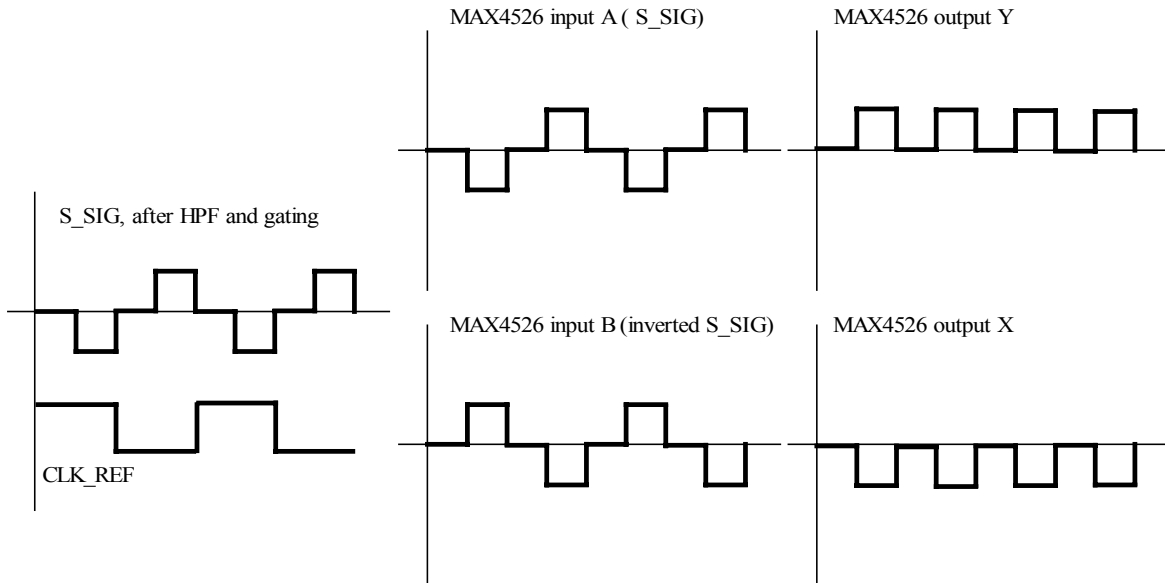 MAX4526 input A ( S_SIG)
MAX4526 output Y
S_SIG, after HPF and gating
MAX4526 input B (inverted S_SIG)
MAX4526 output X
CLK_REF